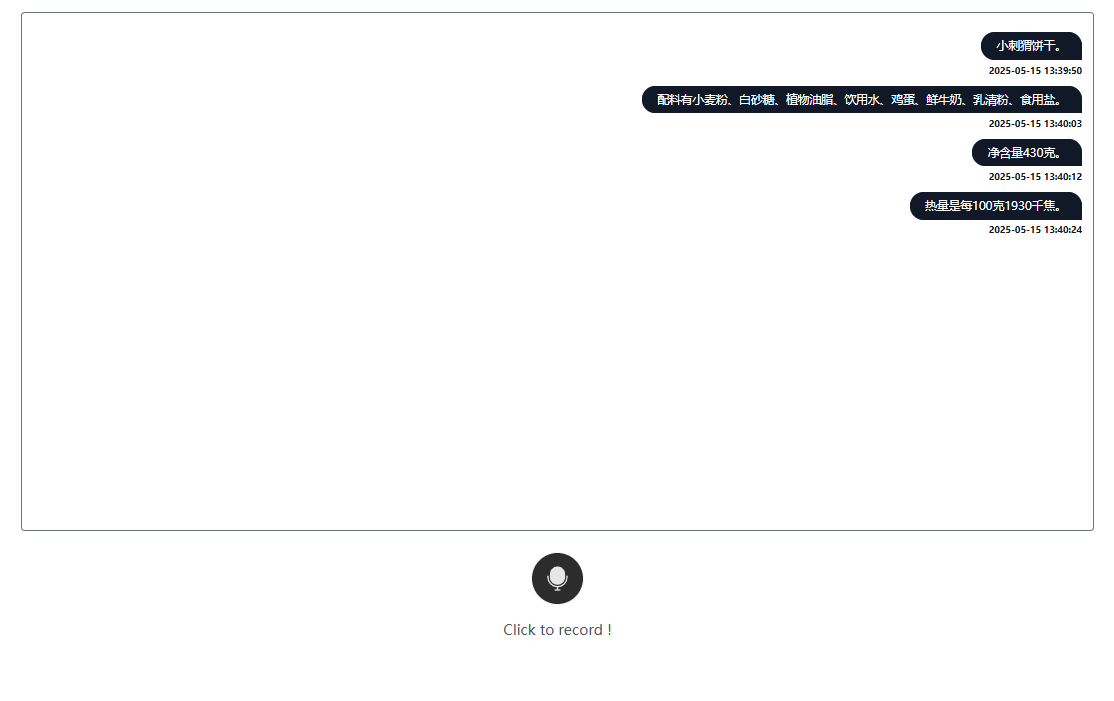 小刺猬饼干。
2025-05-15 13:39:50
配料有小麦粉、白砂糖、植物油脂、饮用水、鸡蛋、鲜牛奶、乳清粉、食用盐。
2025-05-15 13:40:03
净含量430克。
2025-05-15 13:40:12
热量是每100克1930千焦。
2025-05-15 13:40:24
Click to record !